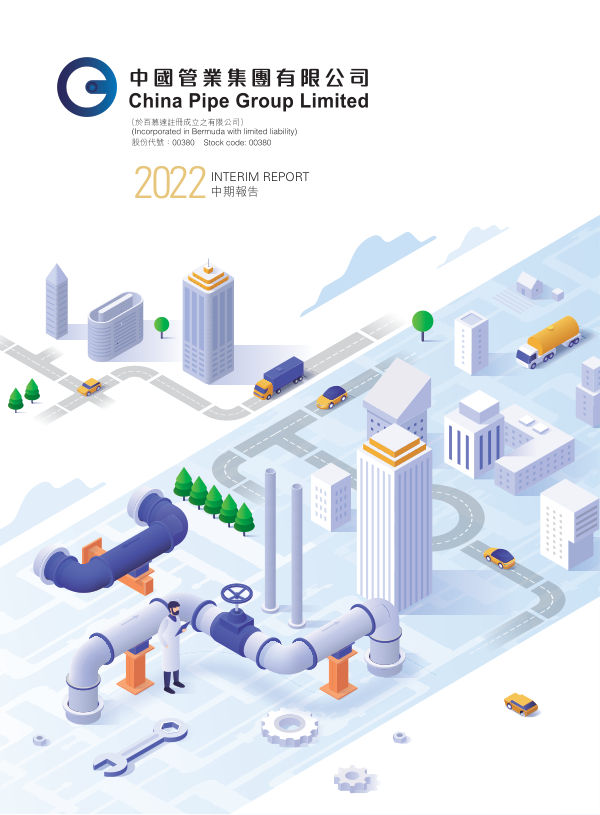 中國管業集團有限公司
China Pipe Group Limited
(於百慕達註冊成立之有限公司)
(Incorporated in Bermuda with limited liability)
股份代號：00380 Stock code: 00380
2022 INTERIM REPORT
中期報告